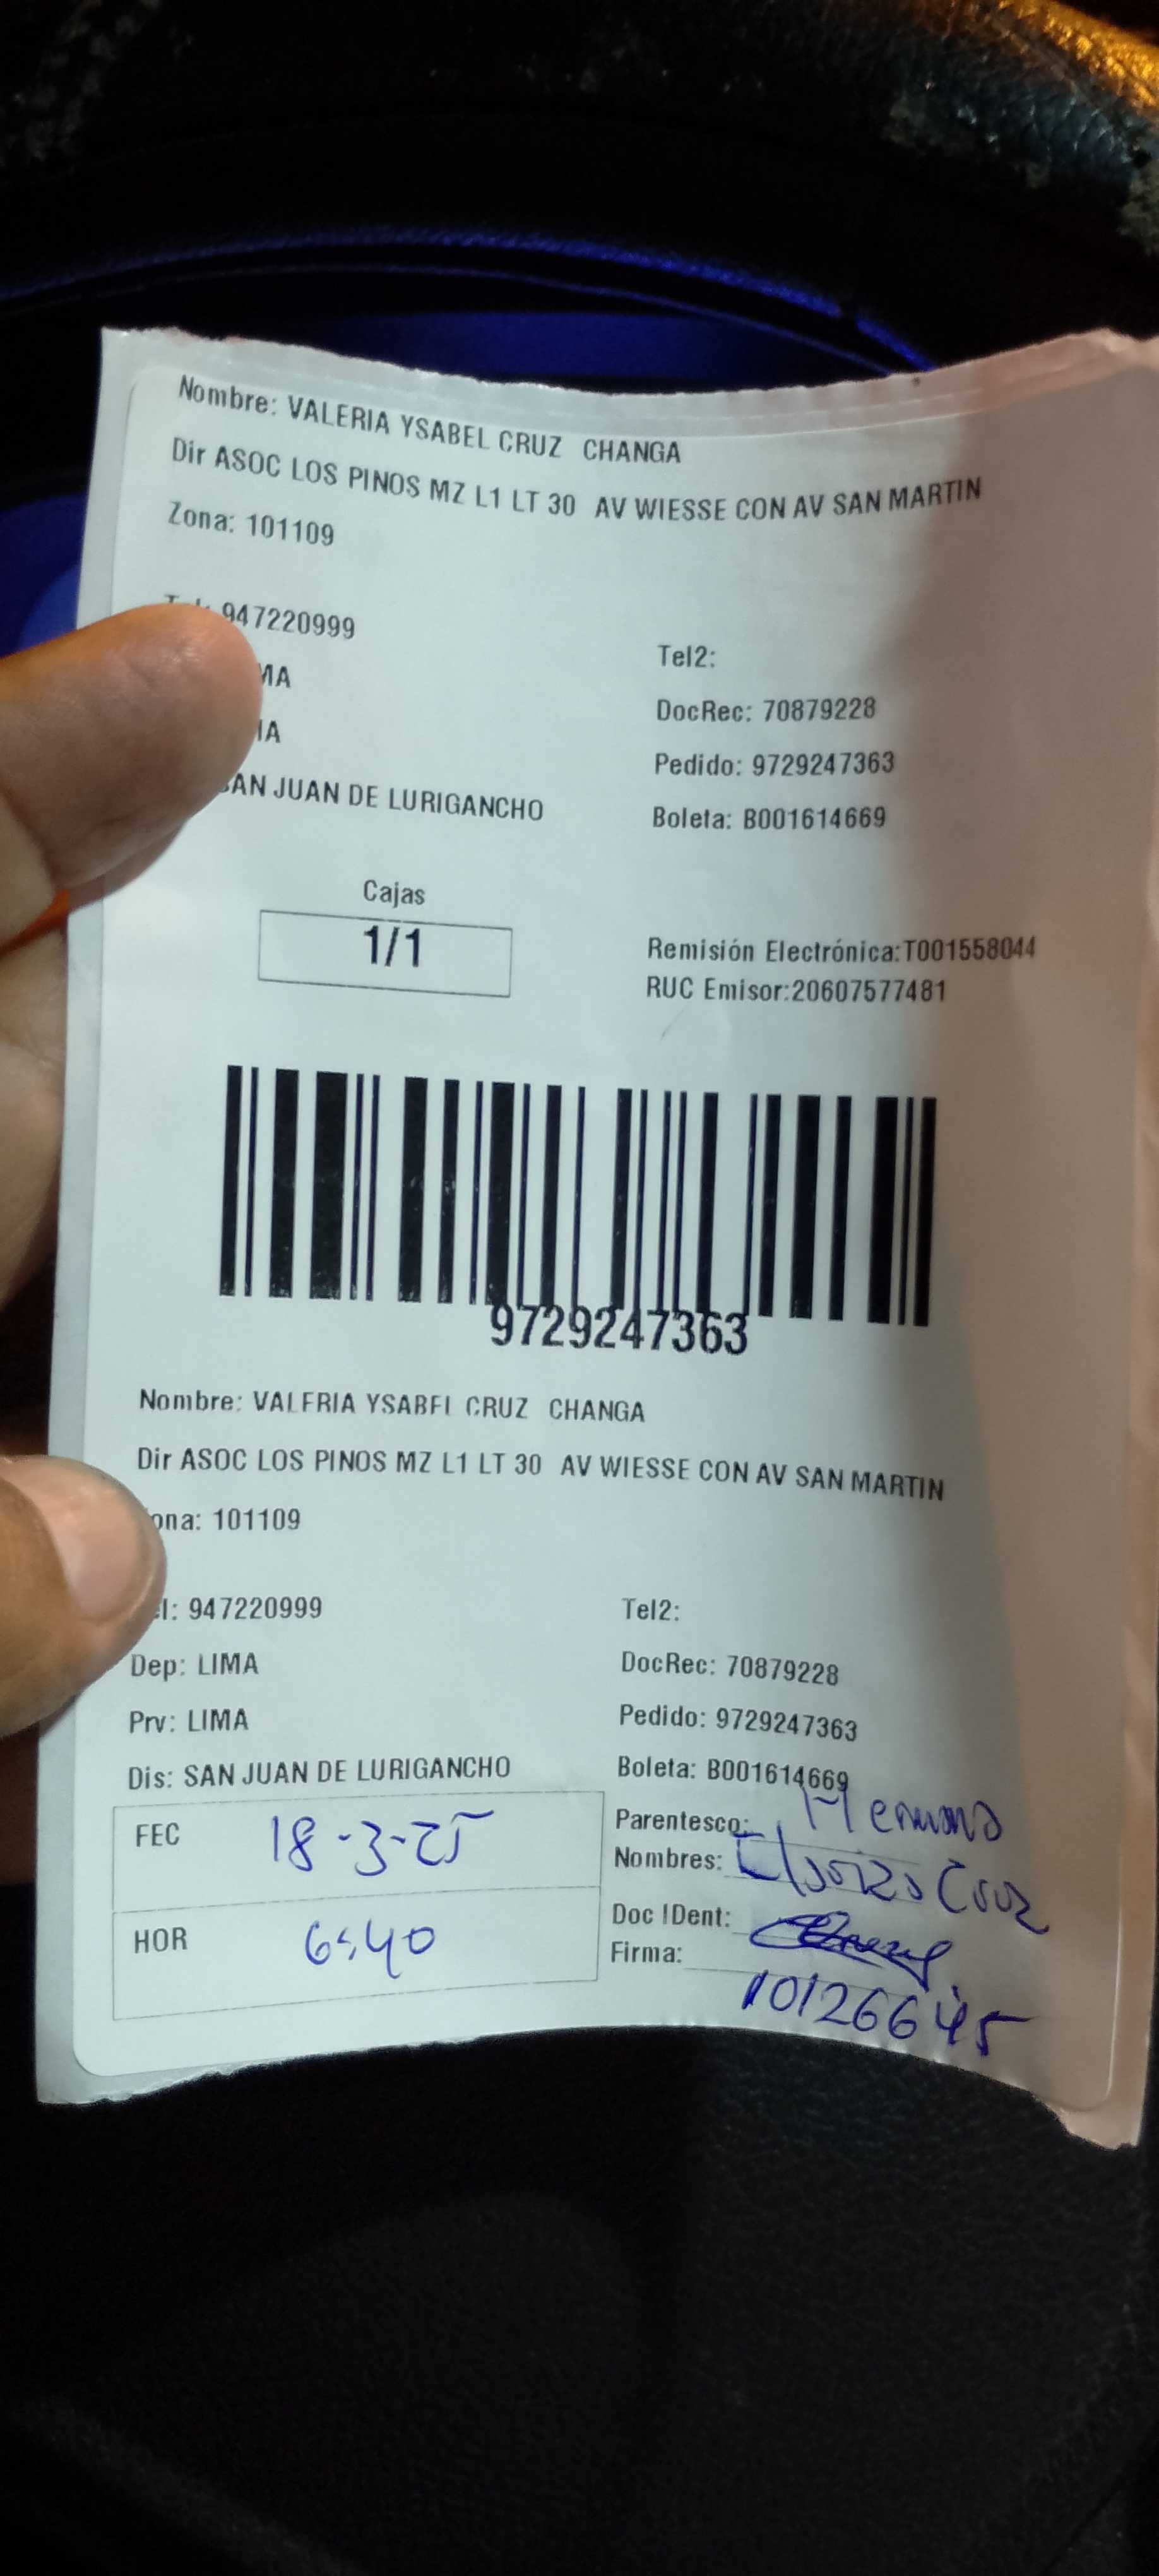 Nombre: VALERIA YSABEL CRUZ CHANGA
Dir ASOC LOS PINOS MZ L1 LT 30 AV WIESSE CON AV SAN MARTIN
Zona: 101109
947220999
Tel2:
MA
DocRec: 70879228
IA
Pedido: 9729247363
SAN JUAN DE LURIGANCHO
Boleta: B001614669
Cajas
1/1
Remisión Electrónica:T001558044
RUC Emisor:20607577481
9729247363
Nombre: VALERIA YSABEL CRUZ CHANGA
Dir ASOC LOS PINOS MZ L1 LT 30 AV WIESSE CON AV SAN MARTIN
ona: 101109
el: 947220999
Tel2:
Dep: LIMA
DocRec: 70879228
Prv: LIMA
Pedido: 9729247363
Dis: SAN JUAN DE LURIGANCHO
Boleta: B001614669
FEC 18-3-25
Parentesco: Hermano
Nombres: Cruz
HOR 6:40
Doc IDent:
Firma:
10126645